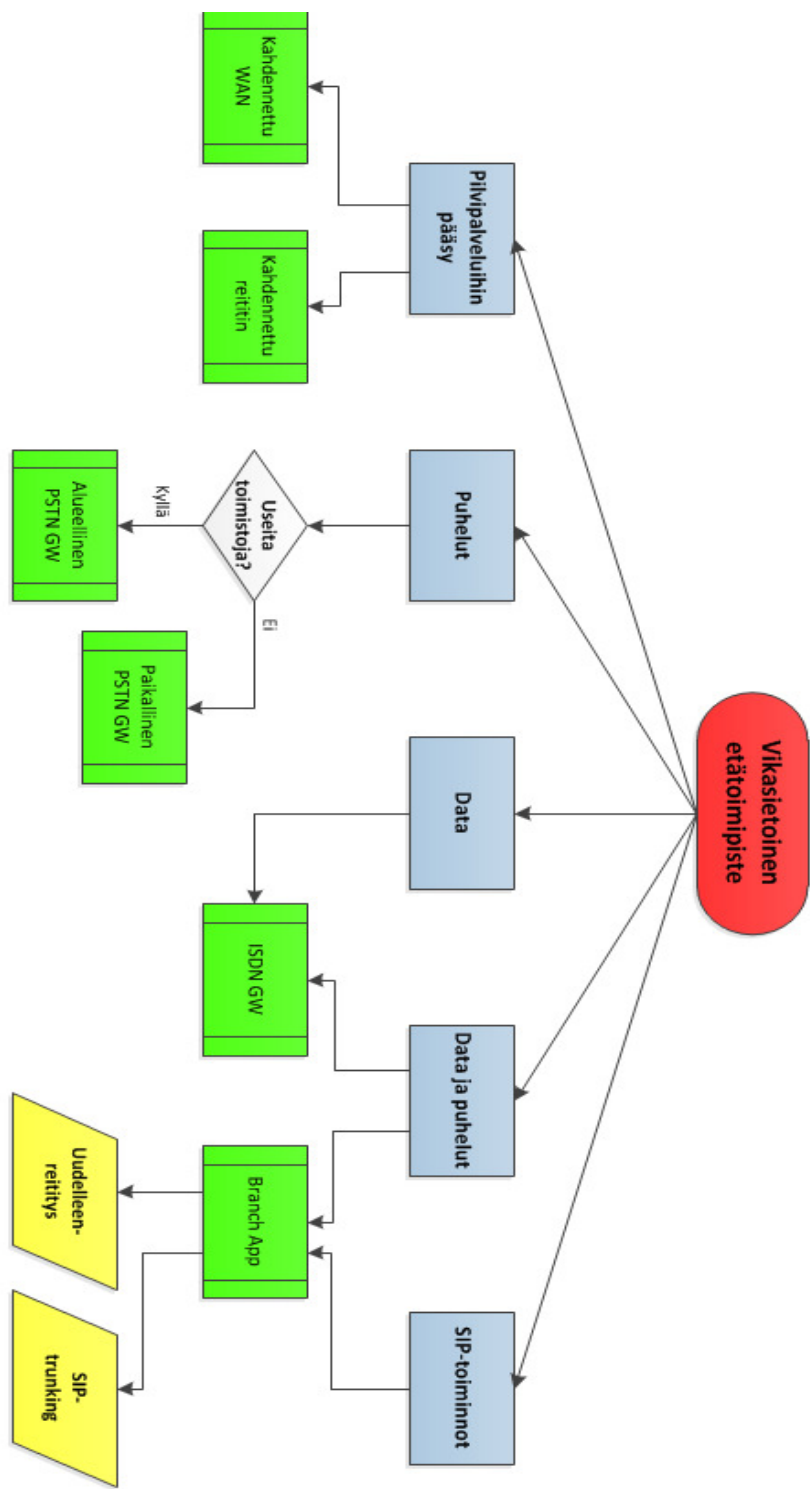 Vikasietoinen
etätoimipiste
Pilvipalveluihin
pääsy
Puhelut
Data
Data ja puhelut
SIP-toiminnot
Kahdennettu
WAN
Kahdennettu
reititin
Useita
toimistoja?
Kyllä
Ei
Alueellinen
PSTN GW
Paikallinen
PSTN GW
ISDN GW
Branch App
Uudelleen-
reititys
SIP-
trunking